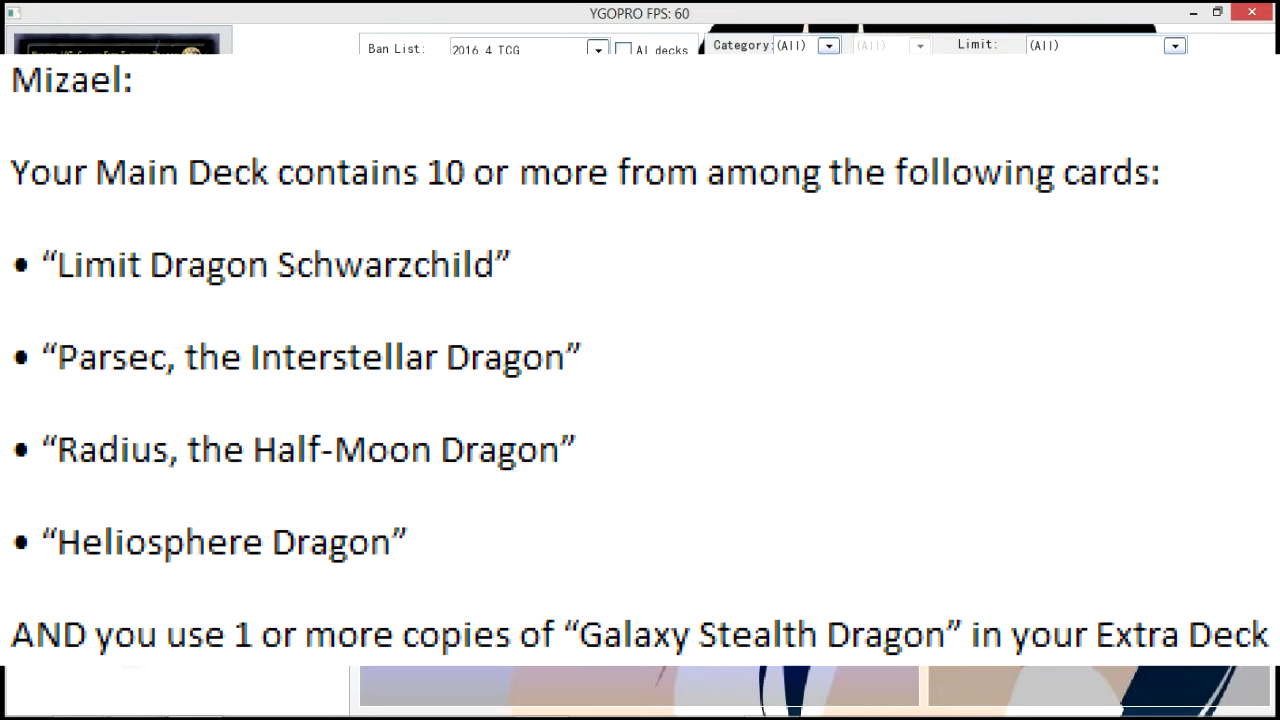 YGOPRO FPS: 60
Ban List: 2016.4 TCG AI decks Category: (All) (All) Limit: (All)
Mizael:
Your Main Deck contains 10 or more from among the following cards:
• “Limit Dragon Schwarzchild”
• “Parsec, the Interstellar Dragon”
• “Radius, the Half-Moon Dragon”
• “Heliosphere Dragon”
AND you use 1 or more copies of “Galaxy Stealth Dragon” in your Extra Deck